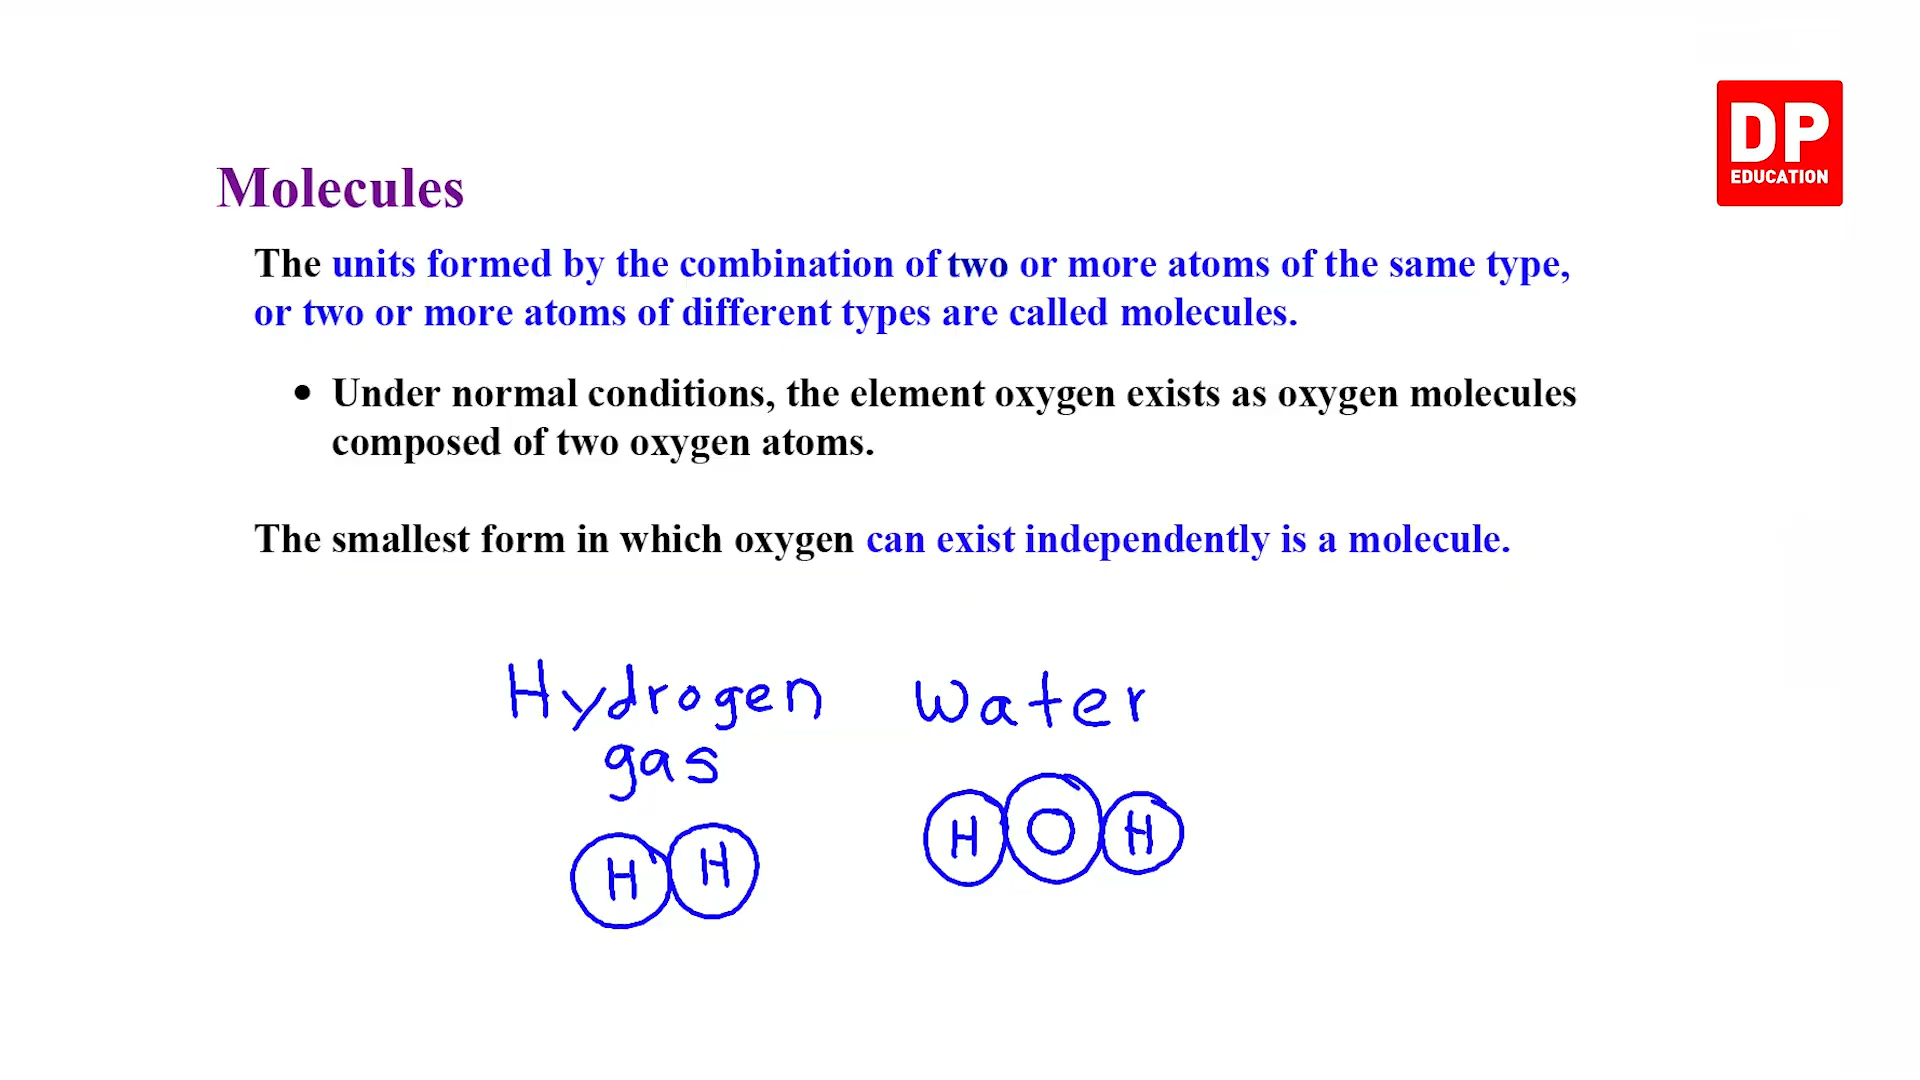 DP
EDUCATION
Molecules
The units formed by the combination of two or more atoms of the same type,
or two or more atoms of different types are called molecules.
• Under normal conditions, the element oxygen exists as oxygen molecules
composed of two oxygen atoms.
The smallest form in which oxygen can exist independently is a molecule.
Hydrogen
gas
H H
Water
H O H